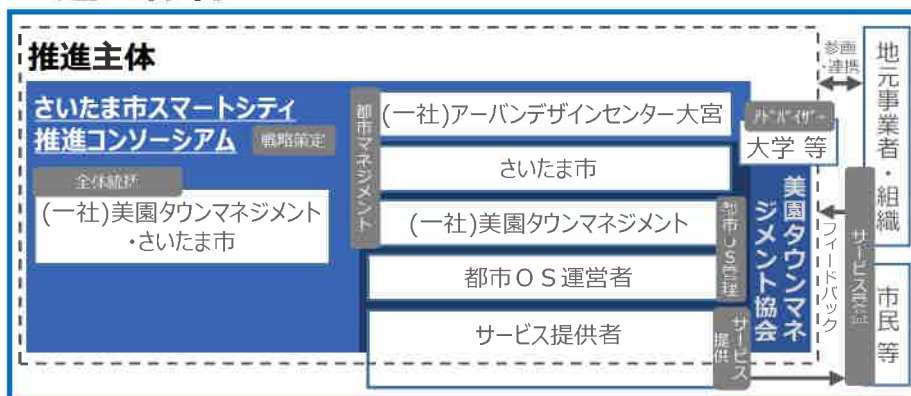 推進主体
さいたま市スマートシティ
推進コンソーシアム
戦略策定
全体統括
(一社)美園タウンマネジメント
・さいたま市
都市マネジメント
(一社)アーバンデザインセンター大宮
さいたま市
(一社)美園タウンマネジメント
都市OS運営者
サービス提供者
都市OS管理
サービス
提供
アドバイザー
大学 等
美園タウンマネ
ジメント協会
参画
・連携
フィードバック
サービス
地元事業者・組織
市民 等